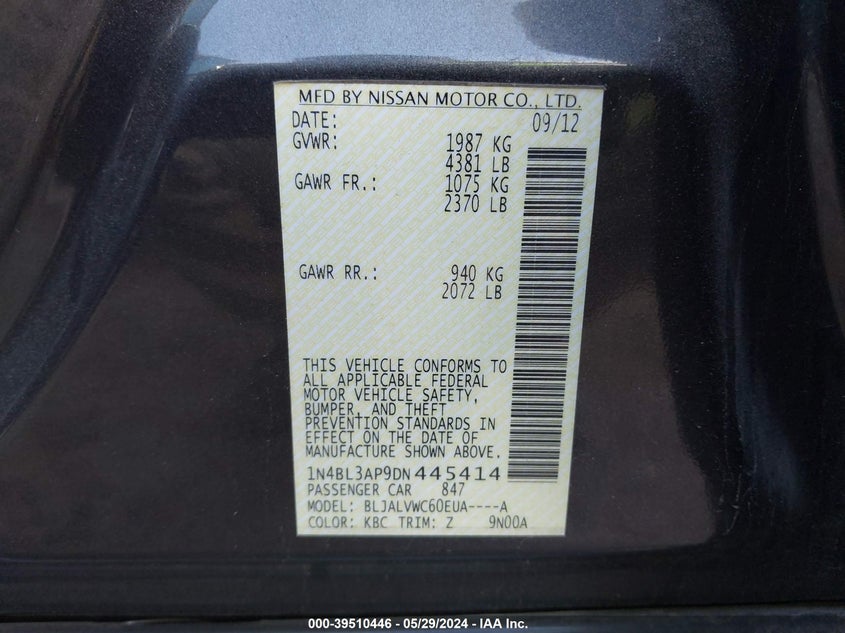 MFD BY NISSAN MOTOR CO., LTD.
DATE: 09/12
GVWR: 1987 KG
4381 LB
GAWR FR.: 1075 KG
2370 LB
GAWR RR.: 940 KG
2072 LB
THIS VEHICLE CONFORMS TO
ALL APPLICABLE FEDERAL
MOTOR VEHICLE SAFETY,
BUMPER, AND THEFT
PREVENTION STANDARDS IN
EFFECT ON THE DATE OF
MANUFACTURE SHOWN ABOVE.
1N4BL3AP9DN445414
PASSENGER CAR 847
MODEL: BLJALVWC60EUA----A
COLOR: KBC TRIM: Z 9N00A
000-39510446 - 05/29/2024 - IAA Inc.